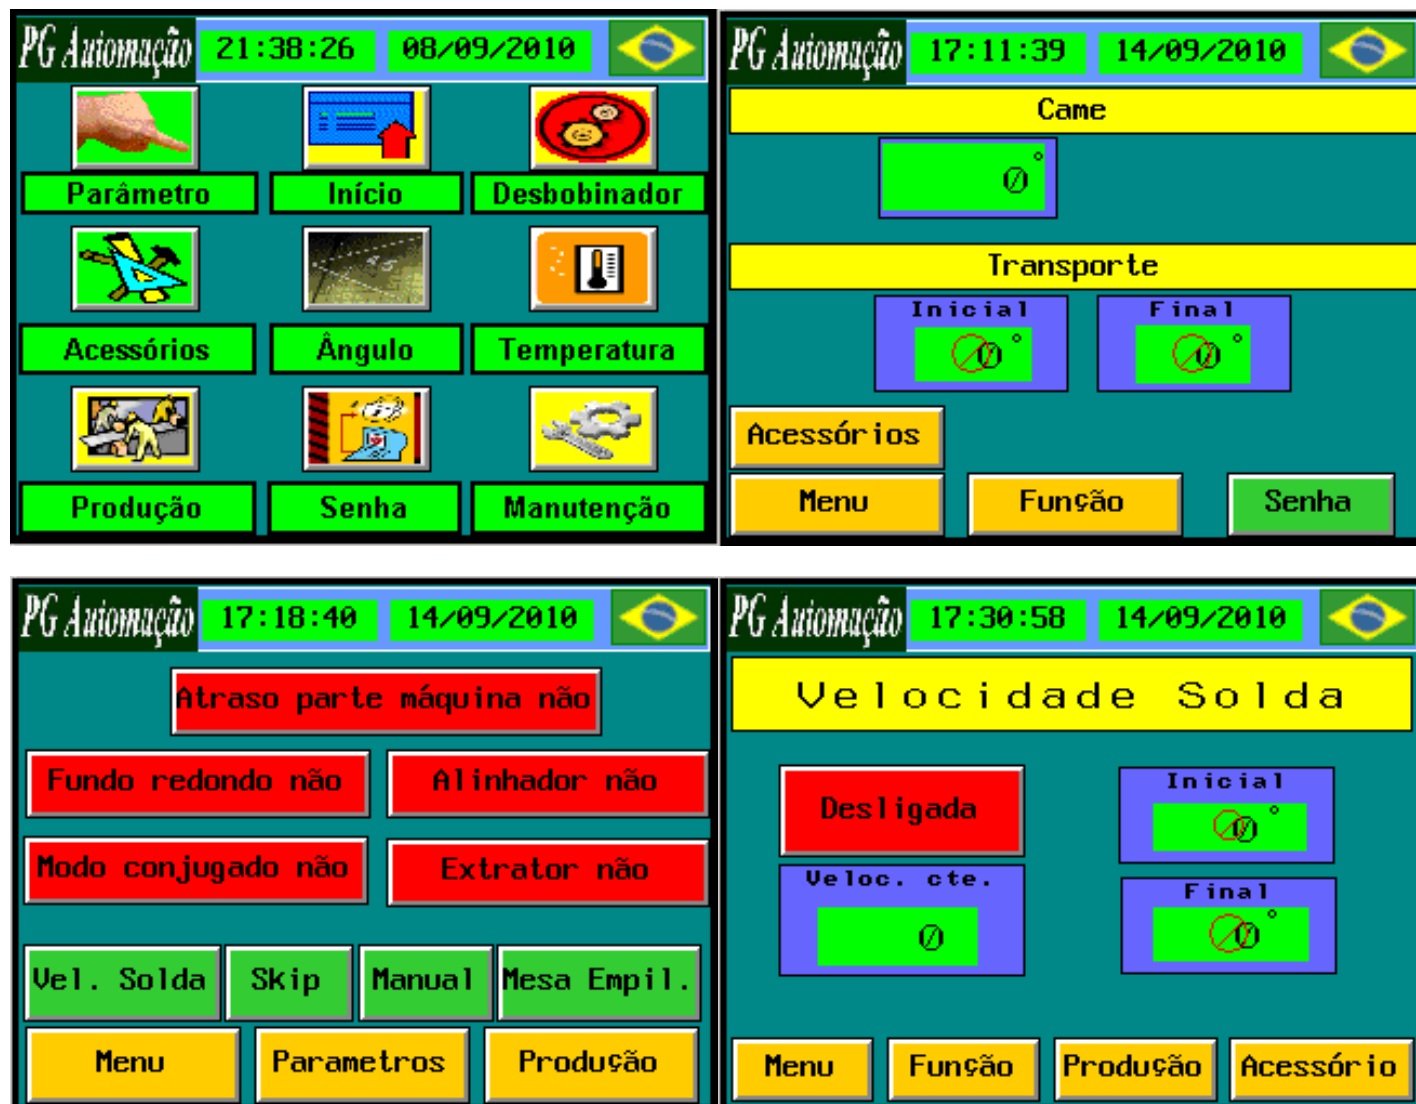 PG Automação 21:38:26 08/09/2010
Parâmetro Início Desbobinador
Acessórios Ângulo Temperatura
Produção Senha Manutenção
PG Automação 17:11:39 14/09/2010
Came
0°
Transporte
Inicial Final
0° 0°
Acessórios
Menu Função Senha
PG Automação 17:18:40 14/09/2010
Atraso parte máquina não
Fundo redondo não Alinhador não
Modo conjugado não Extrator não
Vel. Solda Skip Manual Mesa Empil.
Menu Parametros Produção
PG Automação 17:30:58 14/09/2010
Velocidade Solda
Desligada
Inicial
0°
Veloc. cte.
0
Final
0°
Menu Função Produção Acessório